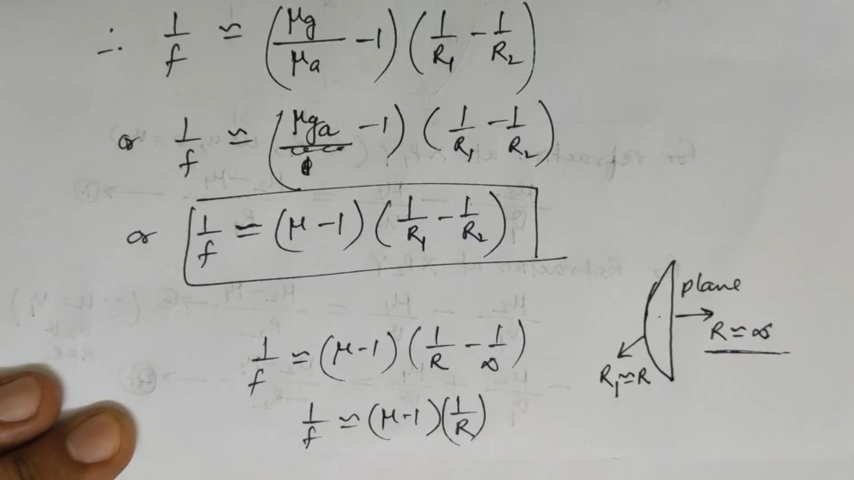 ∴ 1/f ≃ (μg/μa − 1) (1/R₁ − 1/R₂)
or 1/f ≃ (μga − 1) (1/R₁ − 1/R₂)
or 1/f ≃ (μ − 1) (1/R₁ − 1/R₂)
plane
R ≃ ∞
R₁ ≃ R
1/f ≃ (μ − 1) (1/R − 1/∞)
1/f ≃ (μ − 1) (1/R)